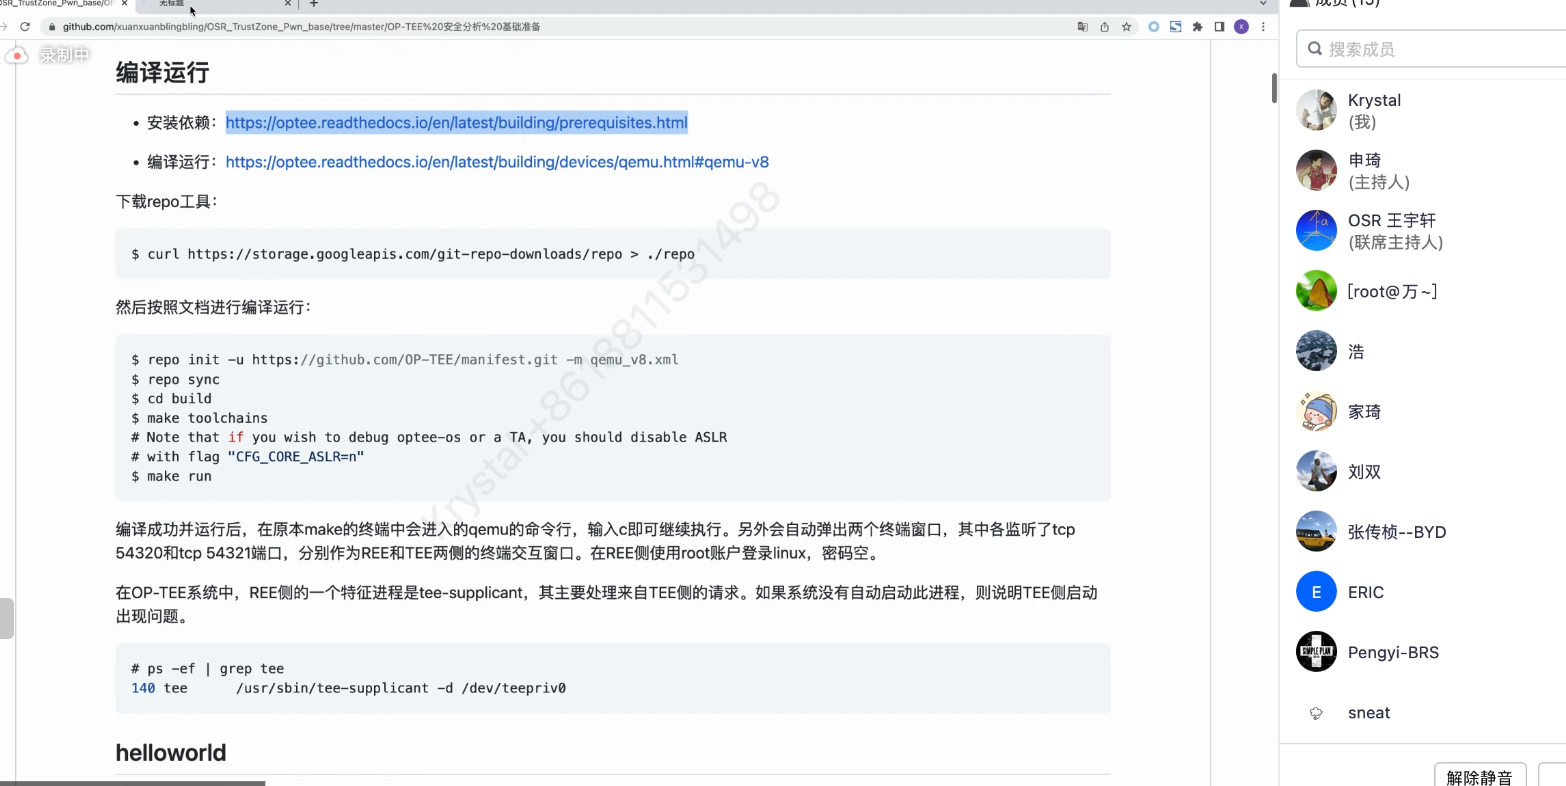 OSR_TrustZone_Pwn_base/OP
无标题
github.com/xuanxuanblingbling/OSR_TrustZone_Pwn_base/tree/master/OP-TEE%20安全分析%20基础准备
录制中
编译运行
安装依赖：https://optee.readthedocs.io/en/latest/building/prerequisites.html
编译运行：https://optee.readthedocs.io/en/latest/building/devices/qemu.html#qemu-v8
下载repo工具：
$ curl https://storage.googleapis.com/git-repo-downloads/repo > ./repo
然后按照文档进行编译运行：
$ repo init -u https://github.com/OP-TEE/manifest.git -m qemu_v8.xml
$ repo sync
$ cd build
$ make toolchains
# Note that if you wish to debug optee-os or a TA, you should disable ASLR
# with flag "CFG_CORE_ASLR=n"
$ make run
编译成功并运行后，在原本make的终端中会进入的qemu的命令行，输入c即可继续执行。另外会自动弹出两个终端窗口，其中各监听了tcp
54320和tcp 54321端口，分别作为REE和TEE两侧的终端交互窗口。在REE侧使用root账户登录linux，密码空。
在OP-TEE系统中，REE侧的一个特征进程是tee-supplicant，其主要处理来自TEE侧的请求。如果系统没有自动启动此进程，则说明TEE侧启动
出现问题。
# ps -ef | grep tee
140 tee      /usr/sbin/tee-supplicant -d /dev/teepriv0
helloworld
Krystal+8618811531498
成员(15)
搜索成员
Krystal
(我)
申琦
(主持人)
OSR 王宇轩
(联席主持人)
[root@万~]
浩
家琦
刘双
张传桢--BYD
E
ERIC
SIMPLE PLAN
Pengyi-BRS
sneat
解除静音